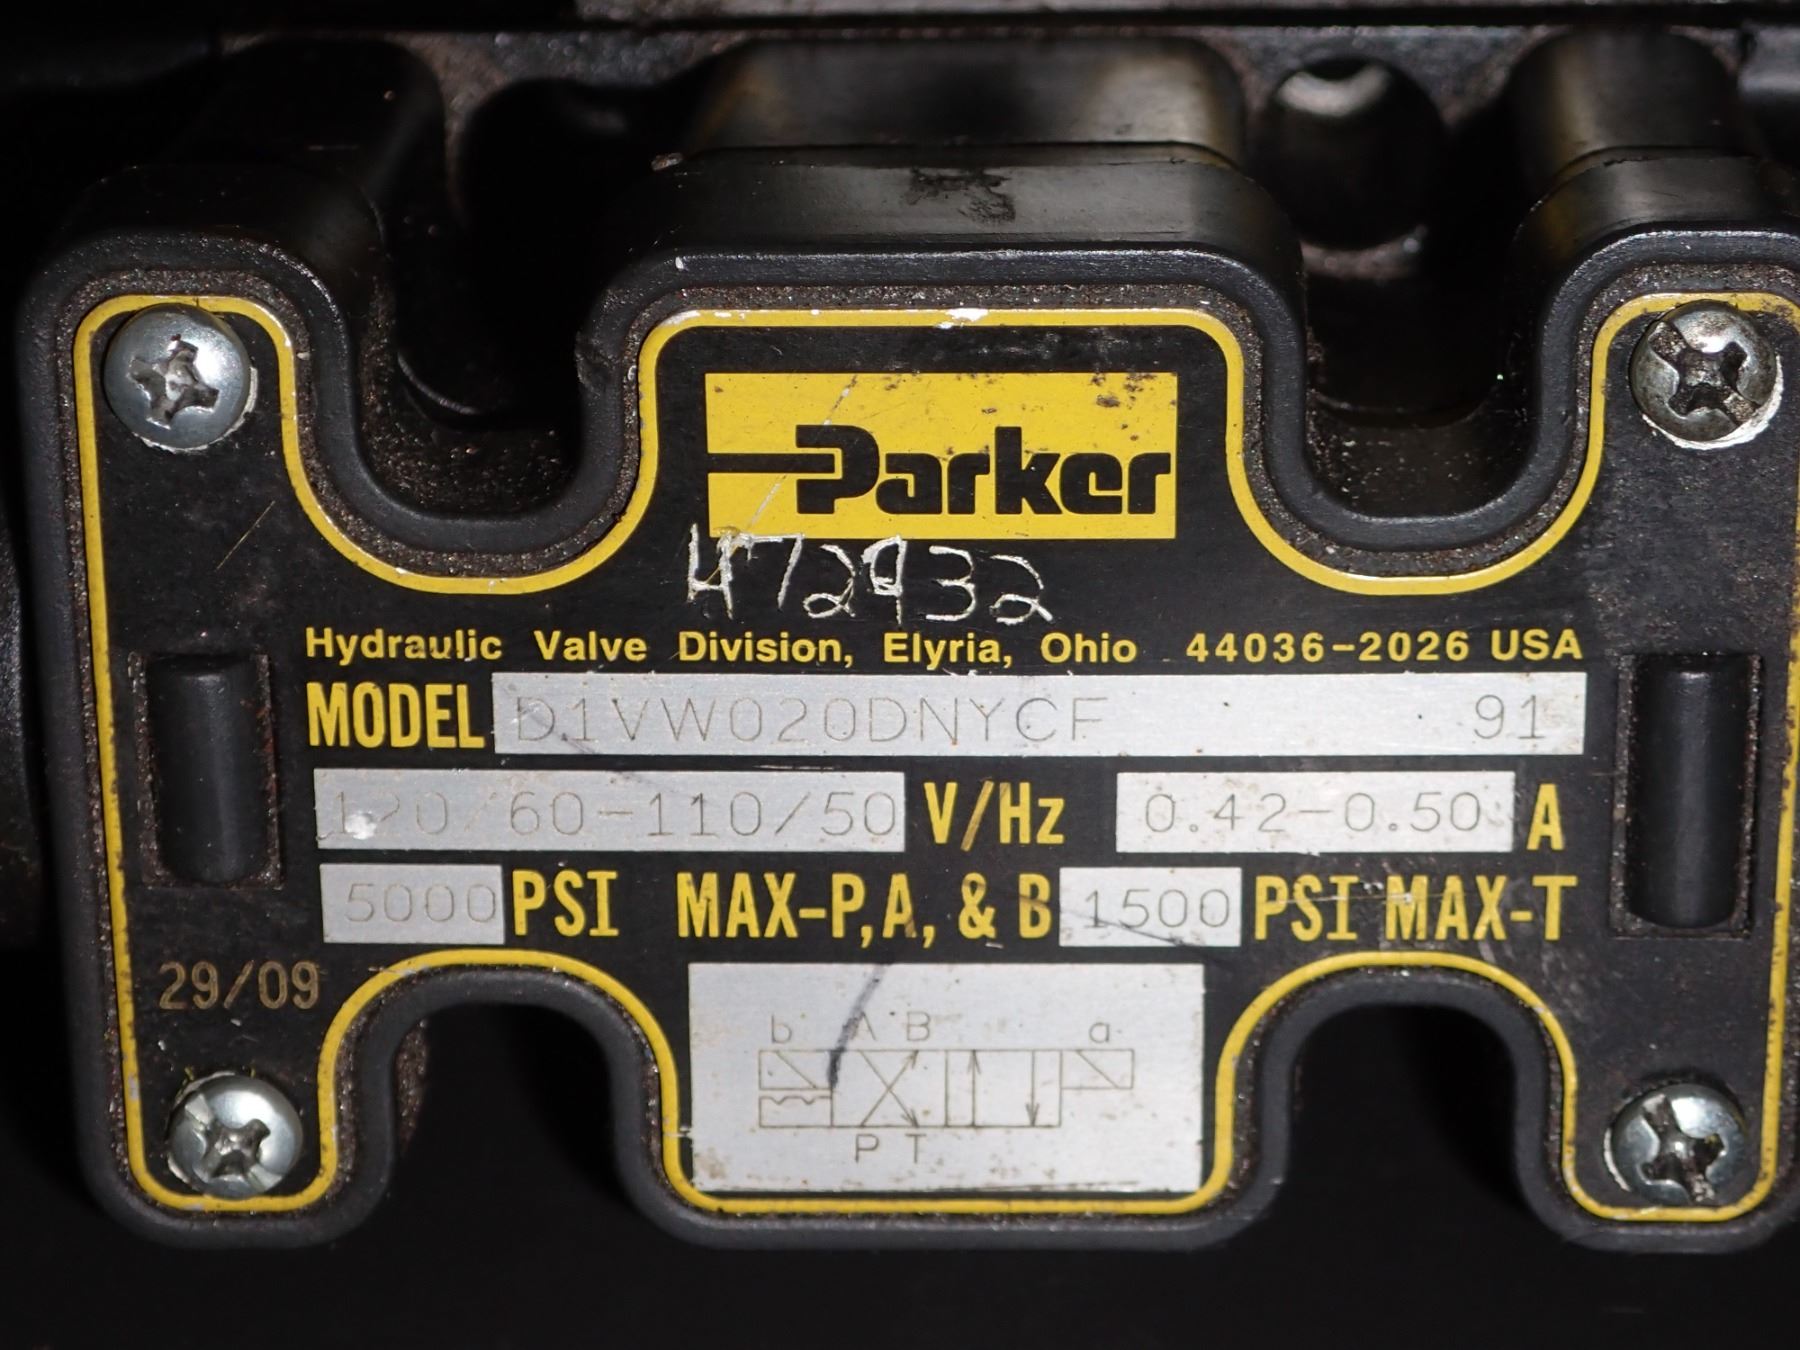 Parker
H72932
Hydraulic Valve Division, Elyria, Ohio 44036-2026 USA
MODEL D1VW020DNYCF 91
120/60-110/50 V/Hz 0.42-0.50 A
5000 PSI MAX-P,A, & B 1500 PSI MAX-T
29/09
b A B a
P T